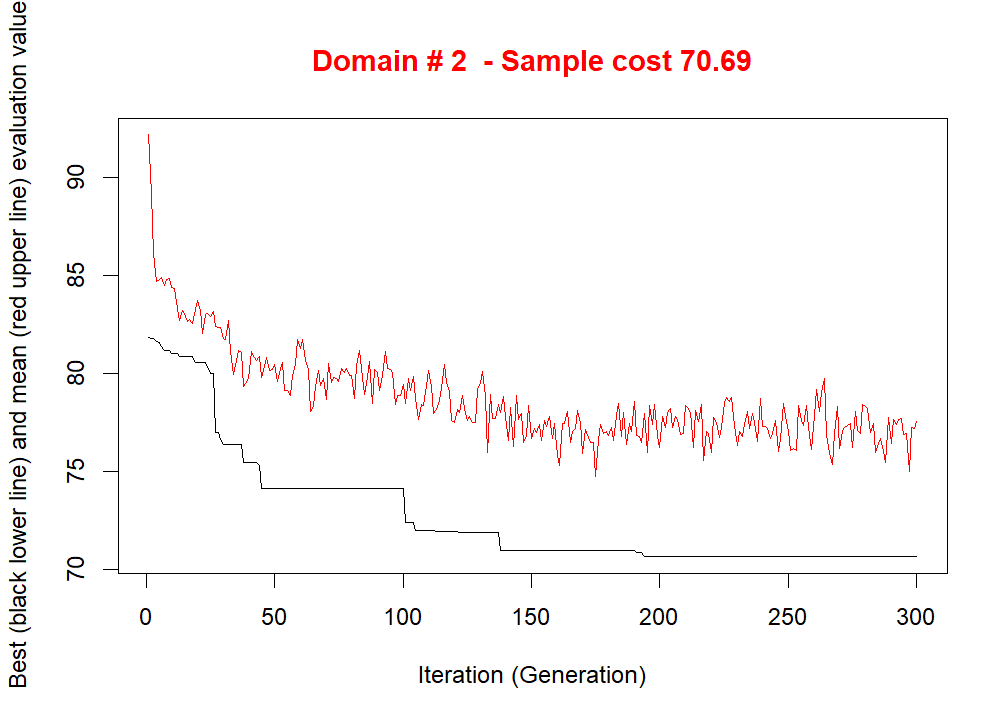 Domain # 2  - Sample cost 70.69
Best (black lower line) and mean (red upper line) evaluation value
90
85
80
75
70
0 50 100 150 200 250 300
Iteration (Generation)